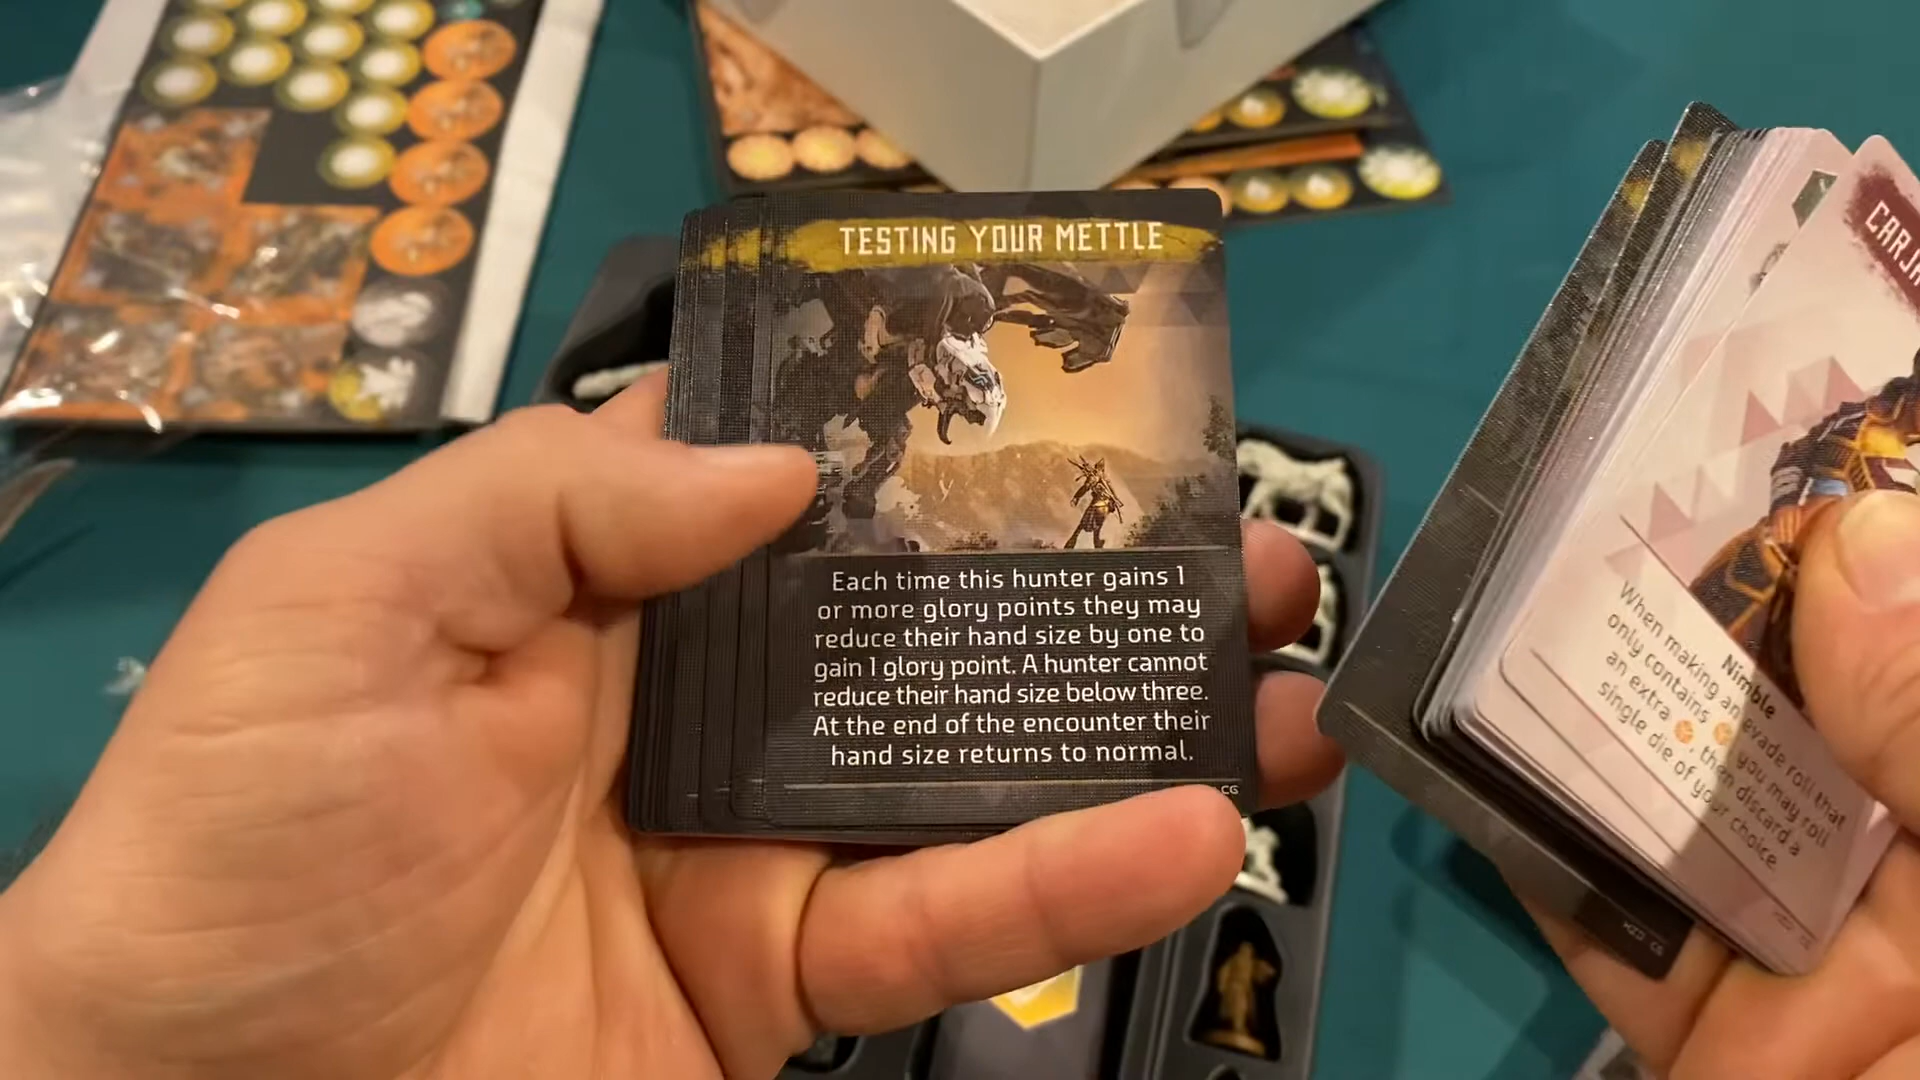 TESTING YOUR METTLE
Each time this hunter gains 1
or more glory points they may
reduce their hand size by one to
gain 1 glory point. A hunter cannot
reduce their hand size below three.
At the end of the encounter their
hand size returns to normal.
CG
Nimble
When making an evade roll that
only contains you may roll
an extra , then discard a
single die of your choice.
HZD CG